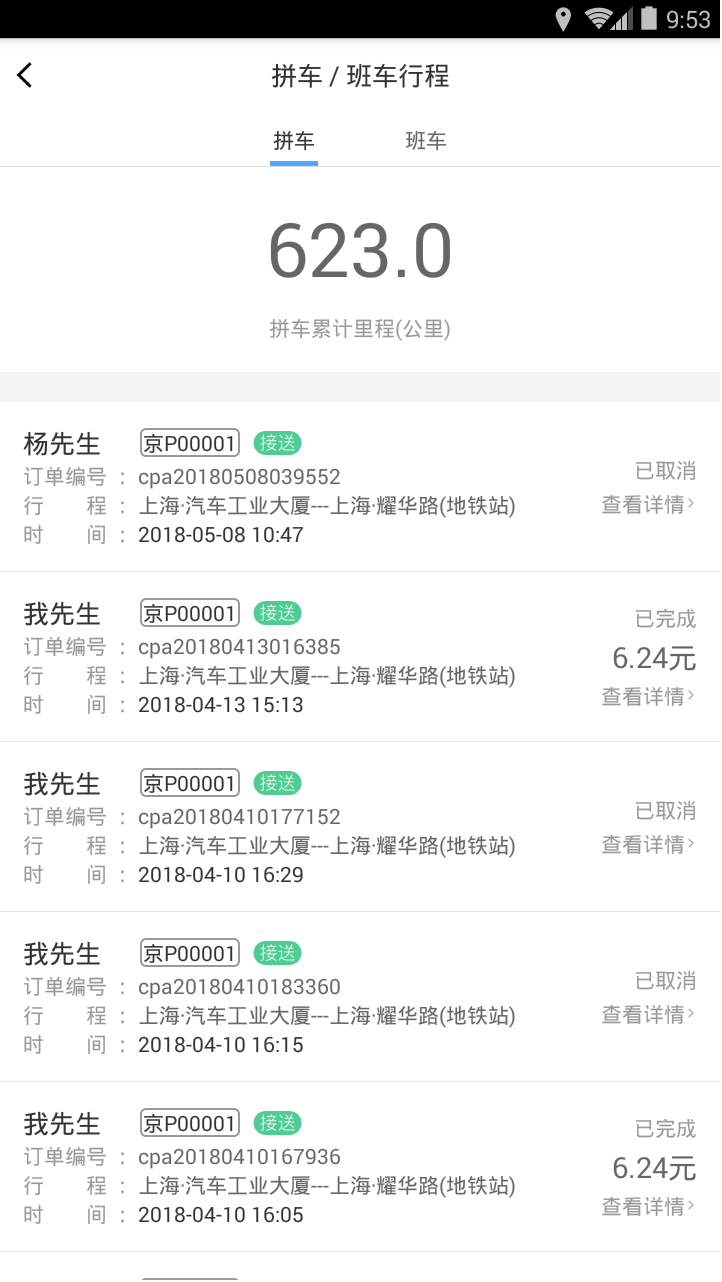 9:53
拼车 / 班车行程
拼车 班车
623.0
拼车累计里程(公里)
杨先生 京P00001 接送
订单编号 : cpa20180508039552 已取消
行 程 : 上海·汽车工业大厦---上海·耀华路(地铁站) 查看详情>
时 间 : 2018-05-08 10:47
我先生 京P00001 接送
已完成
订单编号 : cpa20180413016385
6.24元
行 程 : 上海·汽车工业大厦---上海·耀华路(地铁站)
查看详情>
时 间 : 2018-04-13 15:13
我先生 京P00001 接送
订单编号 : cpa20180410177152 已取消
行 程 : 上海·汽车工业大厦---上海·耀华路(地铁站) 查看详情>
时 间 : 2018-04-10 16:29
我先生 京P00001 接送
订单编号 : cpa20180410183360 已取消
行 程 : 上海·汽车工业大厦---上海·耀华路(地铁站) 查看详情>
时 间 : 2018-04-10 16:15
我先生 京P00001 接送
已完成
订单编号 : cpa20180410167936
6.24元
行 程 : 上海·汽车工业大厦---上海·耀华路(地铁站)
查看详情>
时 间 : 2018-04-10 16:05